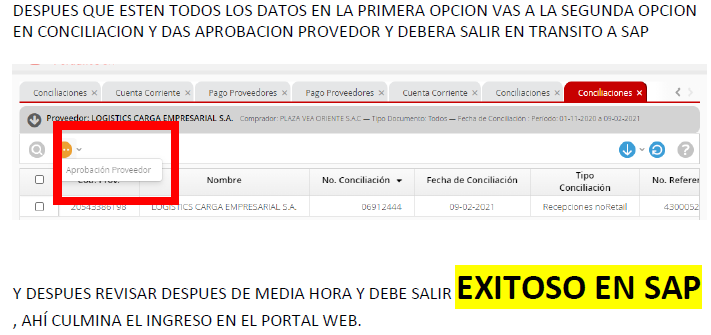 DESPUES QUE ESTEN TODOS LOS DATOS EN LA PRIMERA OPCION VAS A LA SEGUNDA OPCION
EN CONCILIACION Y DAS APROBACION PROVEDOR Y DEBERA SALIR EN TRANSITO A SAP
Conciliaciones × Cuenta Corriente × Pago Proveedores × Pago Proveedores × Cuenta Corriente × Conciliaciones × Conciliaciones ×
Proveedor: LOGISTICS CARGA EMPRESARIAL S.A. Comprador: PLAZA VEA ORIENTE S.A.C — Tipo Documento: Todos — Fecha de Conciliación : Periodo: 01-11-2020 a 09-02-2021
Aprobación Proveedor
Cod. Prov. Nombre No. Conciliación Fecha de Conciliación Tipo Conciliación No. Referen
20543386198 LOGISTICS CARGA EMPRESARIAL S.A. 06912444 09-02-2021 Recepciones noRetail 4300052
Y DESPUES REVISAR DESPUES DE MEDIA HORA Y DEBE SALIR EXITOSO EN SAP
, AHÍ CULMINA EL INGRESO EN EL PORTAL WEB.